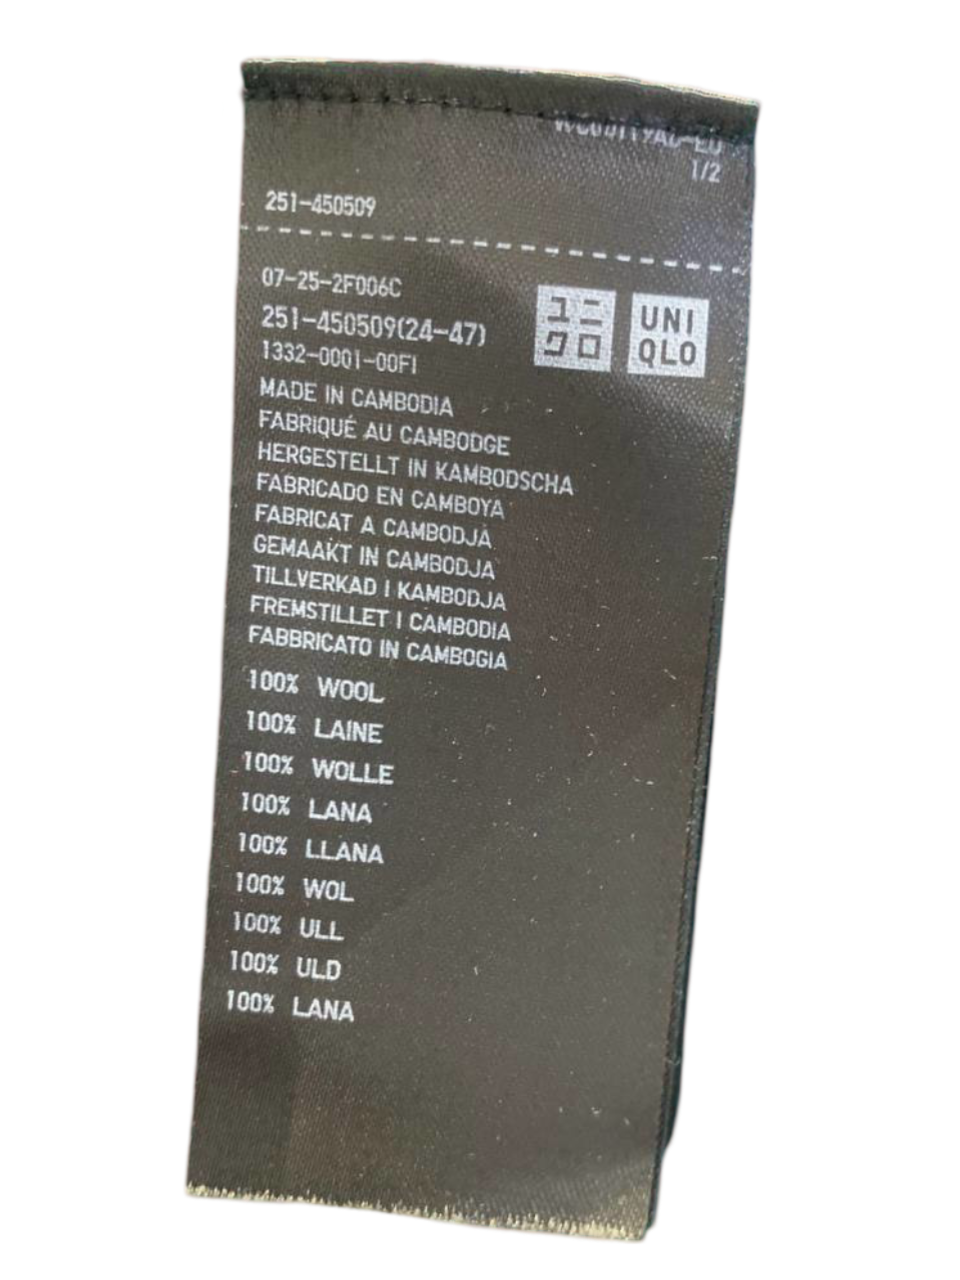 1/2
251-450509
07-25-2F006C
251-450509(24-47)
1332-0001-00FI
ユニ
クロ
UNI
QLO
MADE IN CAMBODIA
FABRIQUÉ AU CAMBODGE
HERGESTELLT IN KAMBODSCHA
FABRICADO EN CAMBOYA
FABRICAT A CAMBODJA
GEMAAKT IN CAMBODJA
TILLVERKAD I KAMBODJA
FREMSTILLET I CAMBODIA
FABBRICATO IN CAMBOGIA
100% WOOL
100% LAINE
100% WOLLE
100% LANA
100% LLANA
100% WOL
100% ULL
100% ULD
100% LANA